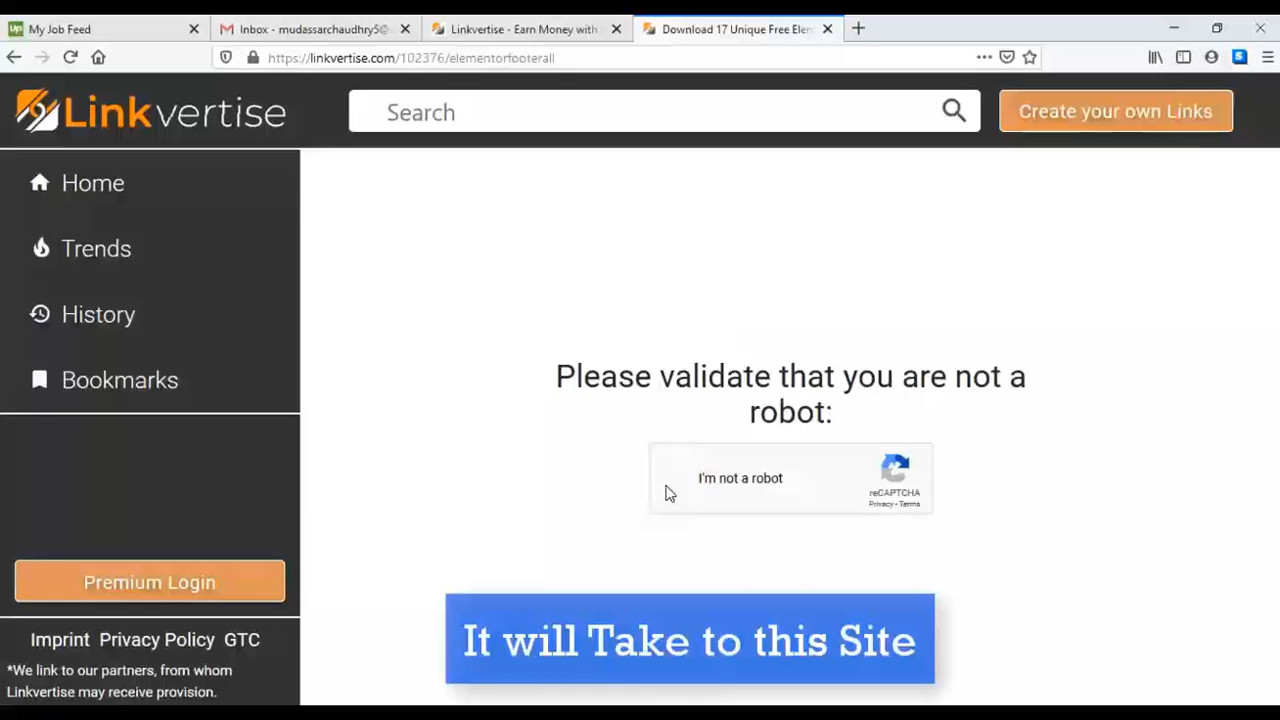 My Job Feed
Inbox - mudassarchaudhry5@
Linkvertise - Earn Money with
Download 17 Unique Free Elem
https://linkvertise.com/102376/elementorfooterall
Linkvertise
Search
Create your own Links
Home
Trends
History
Bookmarks
Please validate that you are not a
robot:
I'm not a robot
reCAPTCHA
Privacy - Terms
Premium Login
Imprint Privacy Policy GTC
*We link to our partners, from whom
Linkvertise may receive provision.
It will Take to this Site